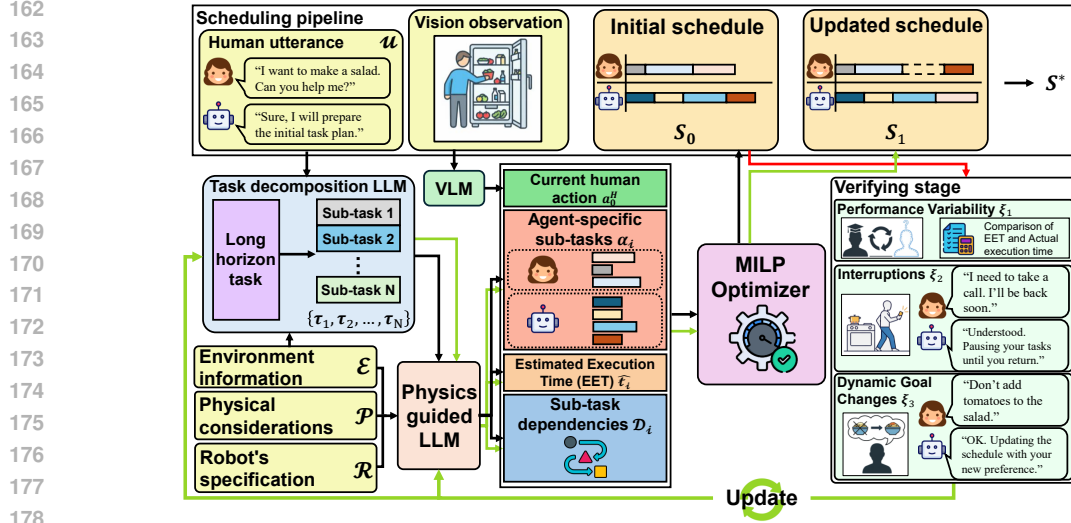 162
163
164
165
166
167
168
169
170
171
172
173
174
175
176
177
178
Scheduling pipeline
Human utterance u
“I want to make a salad.
Can you help me?”
“Sure, I will prepare
the initial task plan.”
Vision observation
Initial schedule
S₀
Updated schedule
S₁
S*
Task decomposition LLM
Long
horizon
task
Sub-task 1
Sub-task 2
⋮
Sub-task N
{τ₁, τ₂, ..., τ_N}
VLM
Current human
action a₀ᴴ
Agent-specific
sub-tasks αᵢ
Estimated Execution
Time (EET) t̂ᵢ
Sub-task
dependencies 𝒟ᵢ
MILP
Optimizer
Environment
information ℰ
Physical
considerations 𝒫
Robot's
specification ℛ
Physics
guided
LLM
Verifying stage
Performance Variability ξ₁
Comparison of
EET and Actual
execution time
Interruptions ξ₂
“I need to take a
call. I’ll be back
soon.”
“Understood.
Pausing your tasks
until you return.”
Dynamic Goal
Changes ξ₃
“Don’t add
tomatoes to the
salad.”
“OK. Updating the
schedule with your
new preference.”
Update